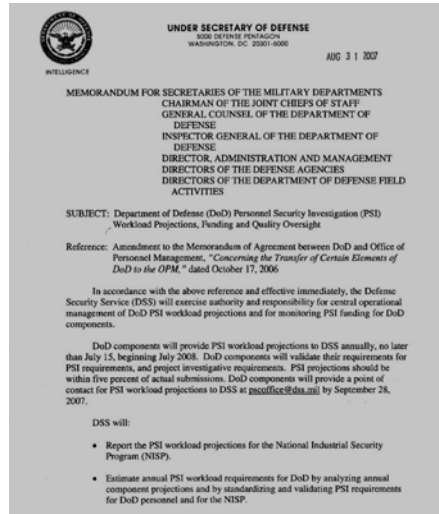 UNDER SECRETARY OF DEFENSE
5000 DEFENSE PENTAGON
WASHINGTON, DC 20301-5000
AUG 31 2007
INTELLIGENCE
MEMORANDUM FOR SECRETARIES OF THE MILITARY DEPARTMENTS
CHAIRMAN OF THE JOINT CHIEFS OF STAFF
GENERAL COUNSEL OF THE DEPARTMENT OF
DEFENSE
INSPECTOR GENERAL OF THE DEPARTMENT OF
DEFENSE
DIRECTOR, ADMINISTRATION AND MANAGEMENT
DIRECTORS OF THE DEFENSE AGENCIES
DIRECTORS OF THE DEPARTMENT OF DEFENSE FIELD
ACTIVITIES
SUBJECT: Department of Defense (DoD) Personnel Security Investigation (PSI)
Workload Projections, Funding and Quality Oversight
Reference: Amendment to the Memorandum of Agreement between DoD and Office of
Personnel Management, "Concerning the Transfer of Certain Elements of
DoD to the OPM," dated October 17, 2006
In accordance with the above reference and effective immediately, the Defense
Security Service (DSS) will exercise authority and responsibility for central operational
management of DoD PSI workload projections and for monitoring PSI funding for DoD
components.
DoD components will provide PSI workload projections to DSS annually, no later
than July 15, beginning July 2008. DoD components will validate their requirements for
PSI requirements, and project investigative requirements. PSI projections should be
within five percent of actual submissions. DoD components will provide a point of
contact for PSI workload projections to DSS at pscoffice@dss.mil by September 28,
2007.
DSS will:
• Report the PSI workload projections for the National Industrial Security
Program (NISP).
• Estimate annual PSI workload requirements for DoD by analyzing annual
component projections and by standardizing and validating PSI requirements
for DoD personnel and for the NISP.